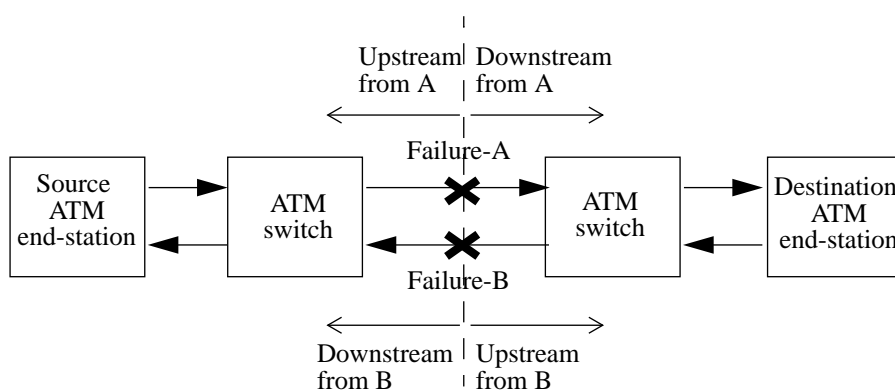 Upstream
from A
Downstream
from A
Failure-A
Source
ATM
end-station
ATM
switch
ATM
switch
Destination
ATM
end-station
Failure-B
Downstream
from B
Upstream
from B